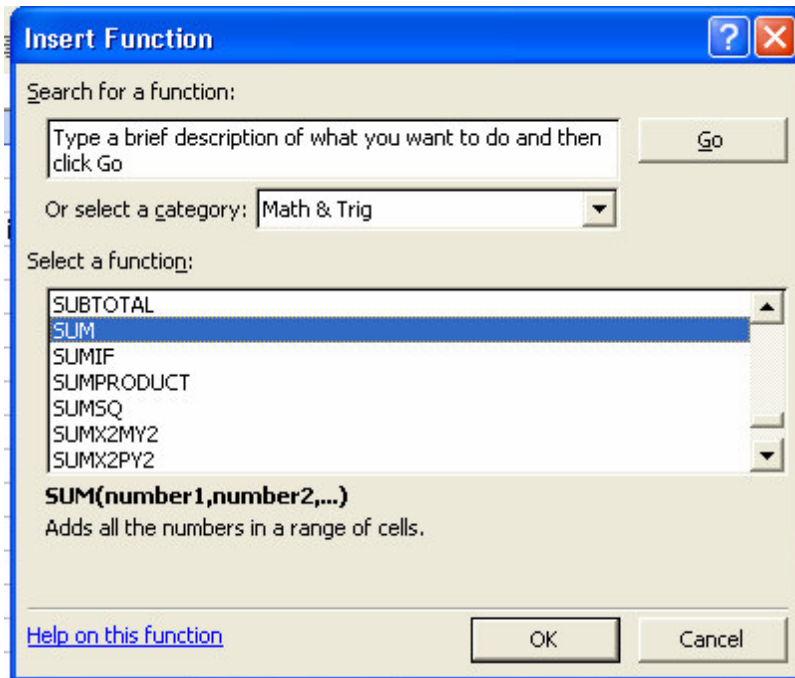 Insert Function
Search for a function:
Type a brief description of what you want to do and then
click Go
Go
Or select a category: Math & Trig
Select a function:
SUBTOTAL
SUM
SUMIF
SUMPRODUCT
SUMSQ
SUMX2MY2
SUMX2PY2
SUM(number1,number2,...)
Adds all the numbers in a range of cells.
Help on this function
OK
Cancel